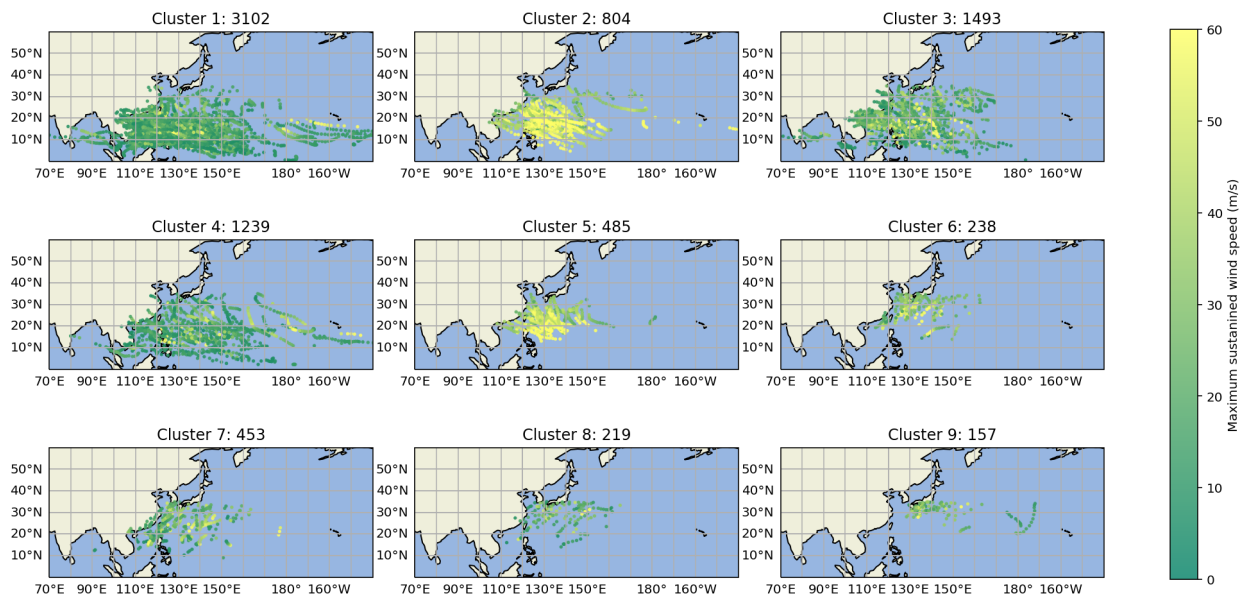 Cluster 1: 3102
Cluster 2: 804
Cluster 3: 1493
50°N
40°N
30°N
20°N
10°N
70°E 90°E 110°E 130°E 150°E 180° 160°W
50°N
40°N
30°N
20°N
10°N
70°E 90°E 110°E 130°E 150°E 180° 160°W
50°N
40°N
30°N
20°N
10°N
70°E 90°E 110°E 130°E 150°E 180° 160°W
Cluster 4: 1239
Cluster 5: 485
Cluster 6: 238
50°N
40°N
30°N
20°N
10°N
70°E 90°E 110°E 130°E 150°E 180° 160°W
50°N
40°N
30°N
20°N
10°N
70°E 90°E 110°E 130°E 150°E 180° 160°W
50°N
40°N
30°N
20°N
10°N
70°E 90°E 110°E 130°E 150°E 180° 160°W
Cluster 7: 453
Cluster 8: 219
Cluster 9: 157
50°N
40°N
30°N
20°N
10°N
70°E 90°E 110°E 130°E 150°E 180° 160°W
50°N
40°N
30°N
20°N
10°N
70°E 90°E 110°E 130°E 150°E 180° 160°W
50°N
40°N
30°N
20°N
10°N
70°E 90°E 110°E 130°E 150°E 180° 160°W
60
50
40
30
20
10
0
Maximum sustanined wind speed (m/s)